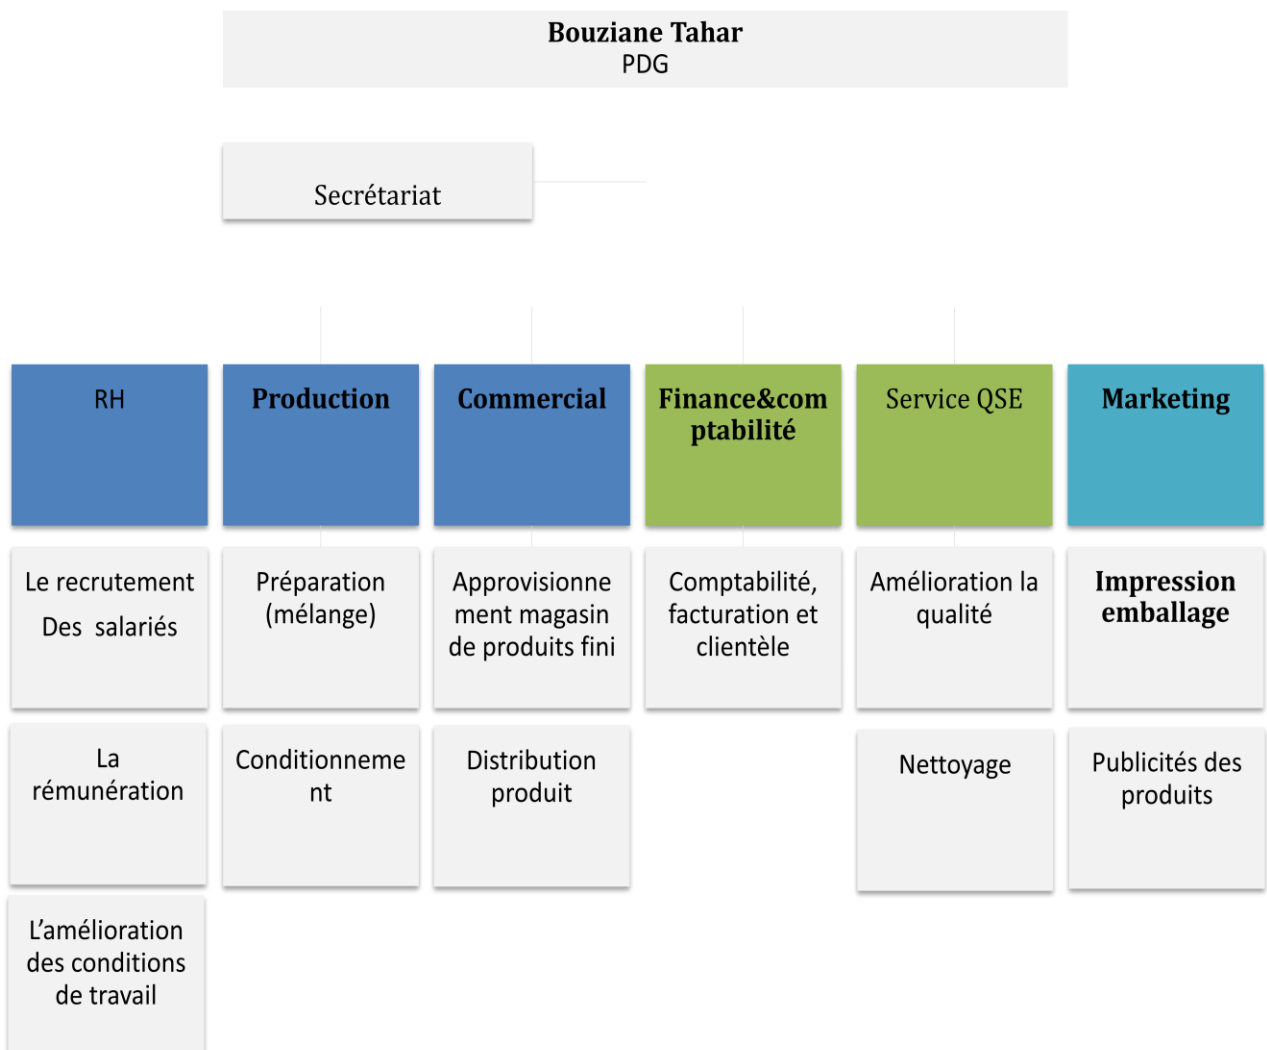 Bouziane Tahar
PDG
Secrétariat
RH
Production
Commercial
Finance&com
ptabilité
Service QSE
Marketing
Le recrutement
Des salariés
Préparation
(mélange)
Approvisionne
ment magasin
de produits fini
Comptabilité,
facturation et
clientèle
Amélioration la
qualité
Impression
emballage
La
rémunération
Conditionneme
nt
Distribution
produit
Nettoyage
Publicités des
produits
L'amélioration
des conditions
de travail